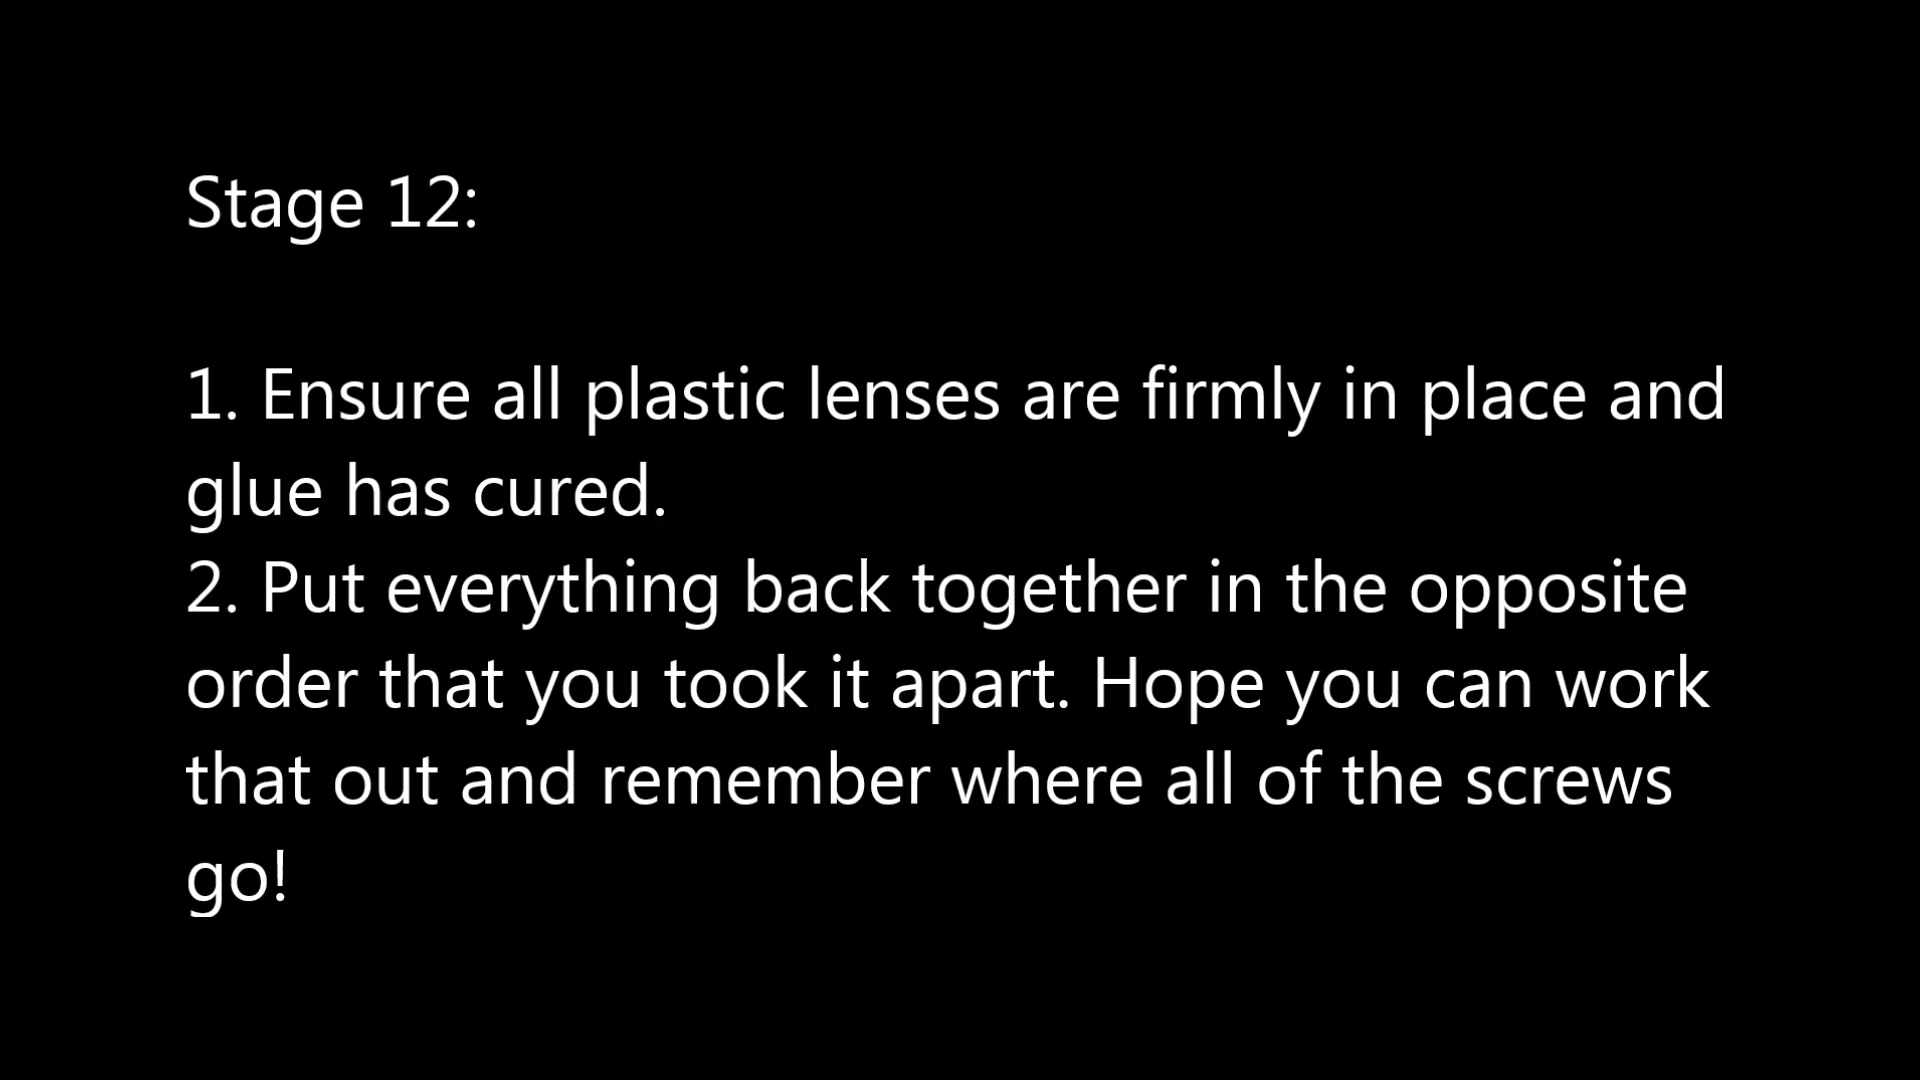 Stage 12:
1. Ensure all plastic lenses are firmly in place and
glue has cured.
2. Put everything back together in the opposite
order that you took it apart. Hope you can work
that out and remember where all of the screws
go!